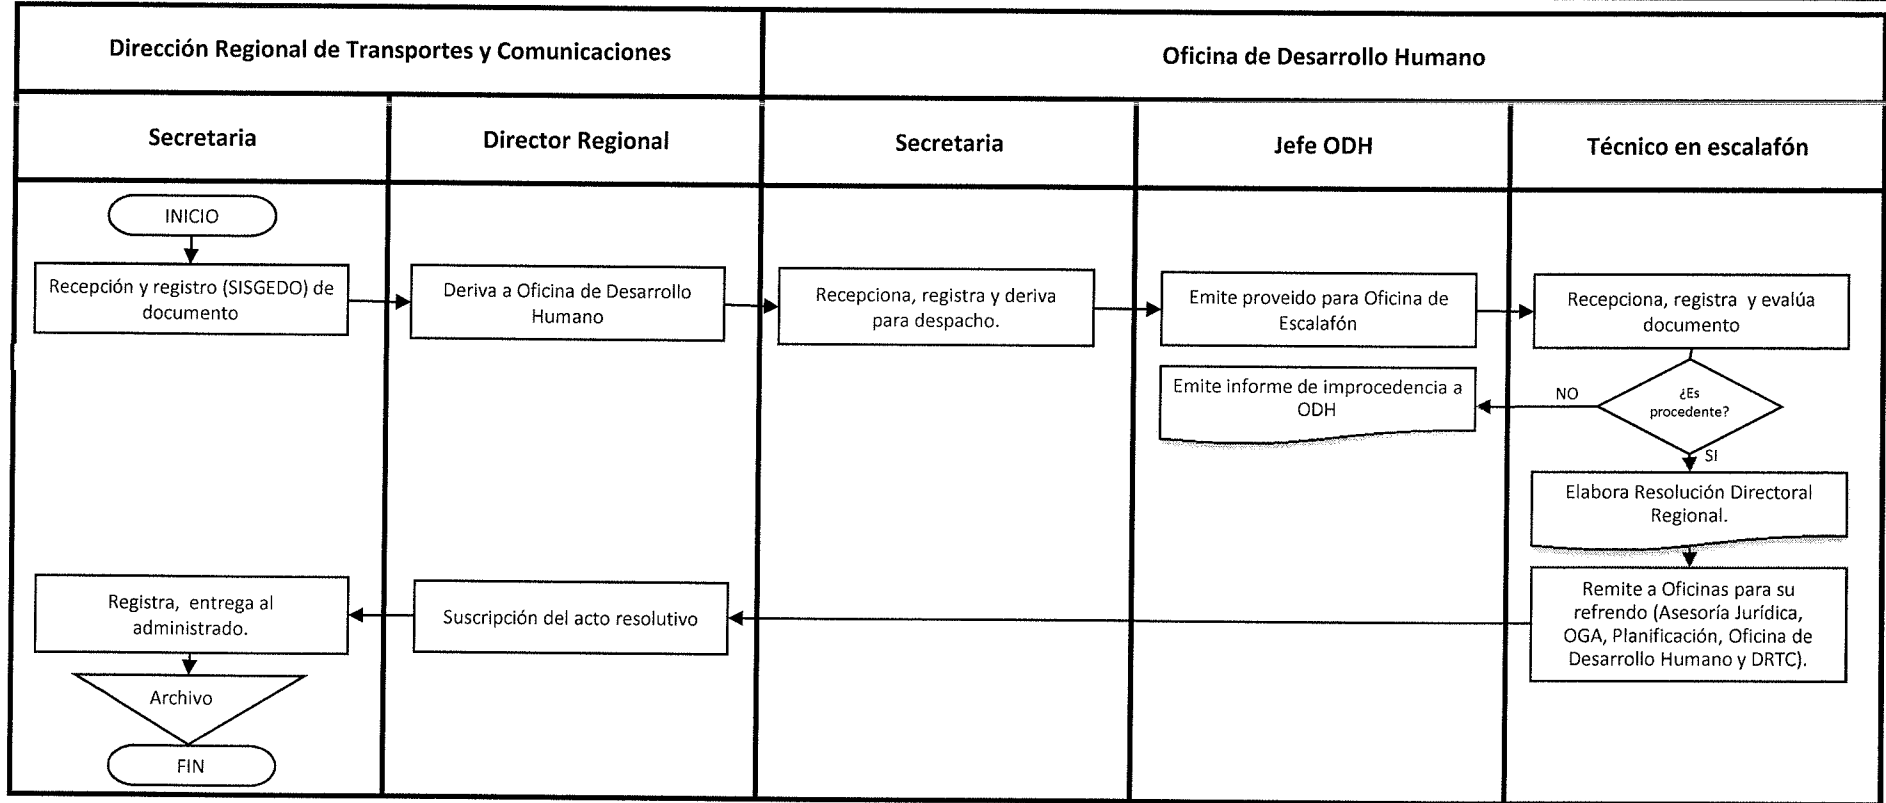 Dirección Regional de Transportes y Comunicaciones
Oficina de Desarrollo Humano
Secretaria
Director Regional
Secretaria
Jefe ODH
Técnico en escalafón
INICIO
Recepción y registro (SISGEDO) de
documento
Deriva a Oficina de Desarrollo
Humano
Recepciona, registra y deriva
para despacho.
Emite proveido para Oficina de
Escalafón
Recepciona, registra y evalúa
documento
¿Es
procedente?
NO
Emite informe de improcedencia a
ODH
SI
Elabora Resolución Directoral
Regional.
Remite a Oficinas para su
refrendo (Asesoría Jurídica,
OGA, Planificación, Oficina de
Desarrollo Humano y DRTC).
Suscripción del acto resolutivo
Registra, entrega al
administrado.
Archivo
FIN